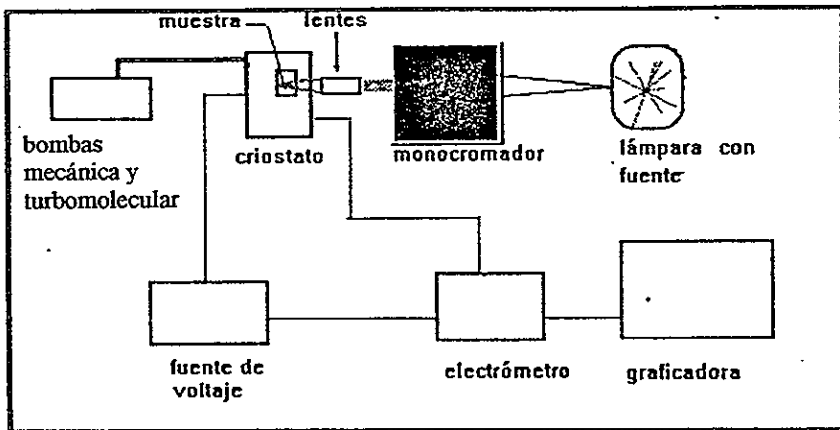 muestra
lentes
bombas
mecánica y
turbomolecular
criostato
monocromador
lámpara con
fuente
fuente de
voltaje
electrómetro
graficadora